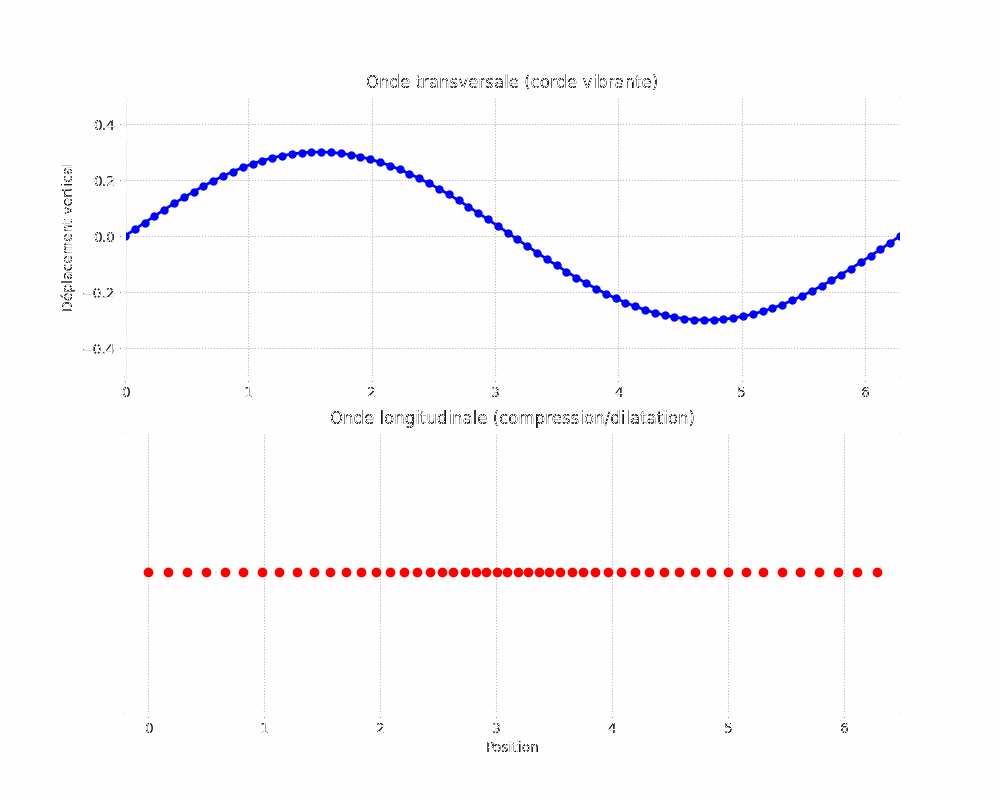 Onde transversale (corde vibrante)
Déplacement vertical
0.4
0.2
0.0
−0.2
−0.4
0 1 2 3 4 5 6
Onde longitudinale (compression/dilatation)
0 1 2 3 4 5 6
Position